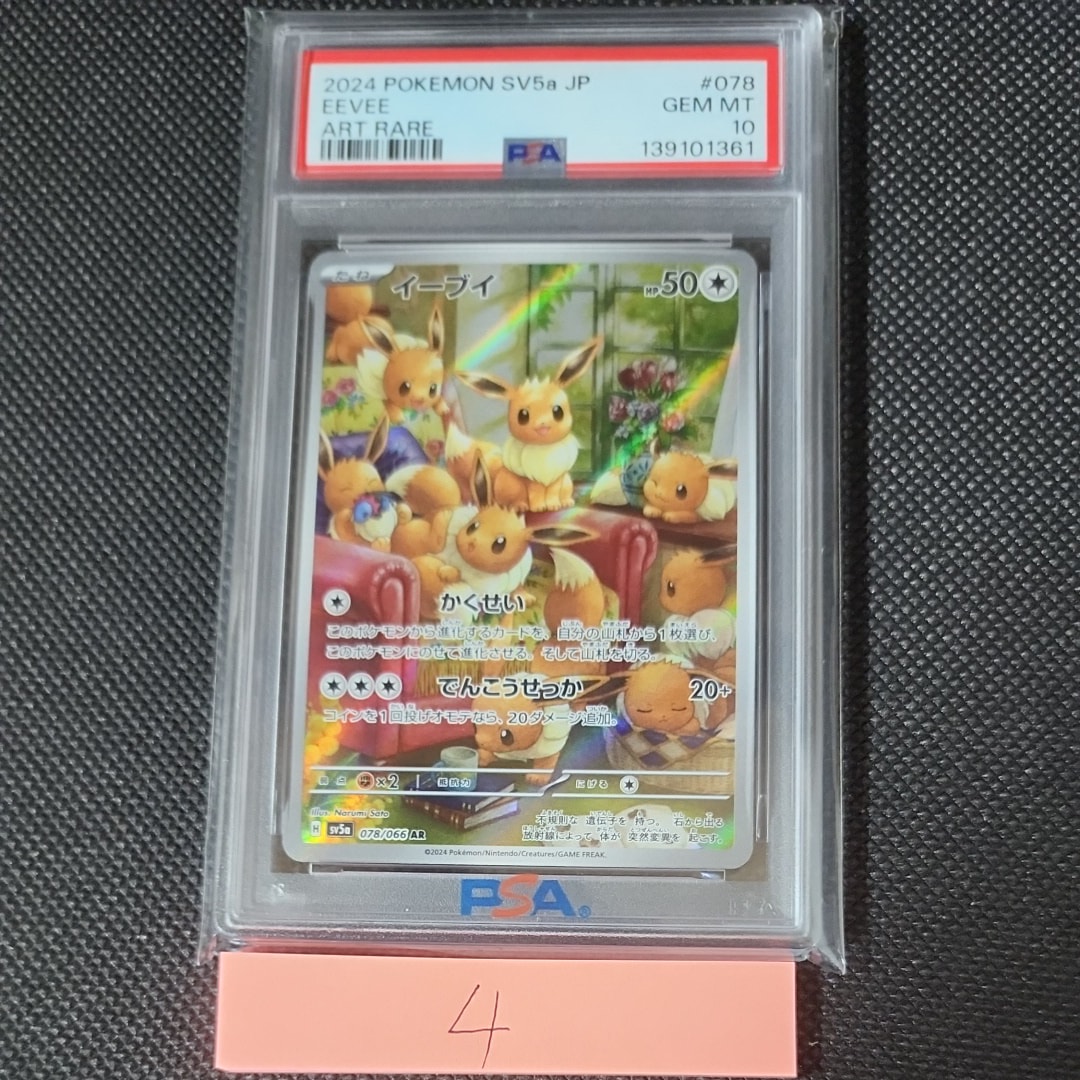 2024 POKEMON SV5a JP #078
EEVEE GEM MT
ART RARE 10
PSA 139101361
たね イーブイ HP50
かくせい
このポケモンから進化するカードを、自分の山札から1枚選び、
このポケモンにのせて進化させる。そして山札を切る。
でんこうせっか 20+
コインを1回投げオモテなら、20ダメージ追加。
弱点 ×2 抵抗力 にげる
Illus. Narumi Sato
不規則な 遺伝子を 持つ。 石から出る
放射線によって 体が 突然変異を 起こす。
H sv5a 078/066 AR
©2024 Pokémon/Nintendo/Creatures/GAME FREAK.
PSA®
4